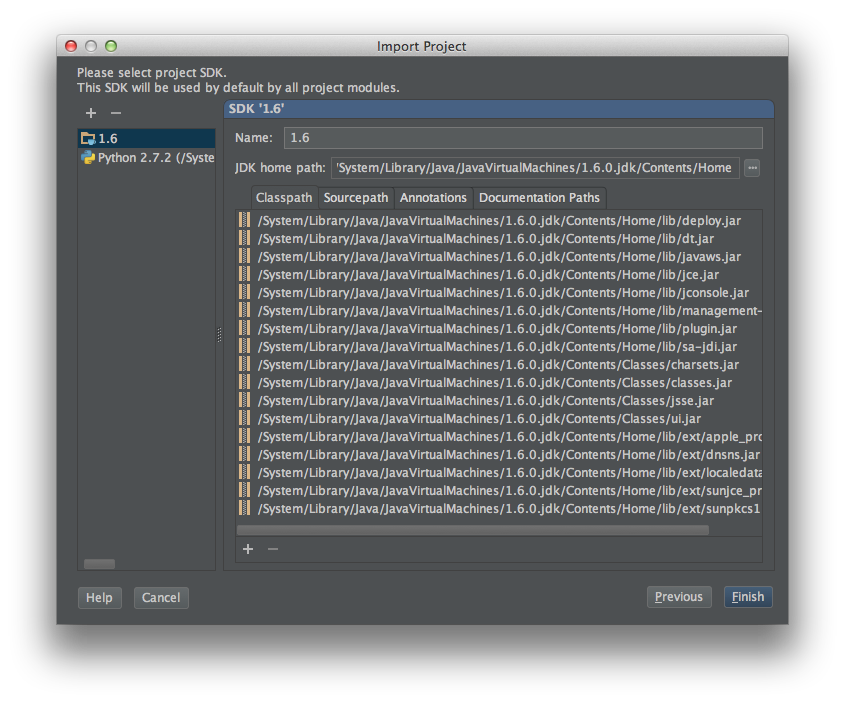 Import Project
Please select project SDK.
This SDK will be used by default by all project modules.
1.6
Python 2.7.2 (/Syste
SDK '1.6'
Name: 1.6
JDK home path: 'System/Library/Java/JavaVirtualMachines/1.6.0.jdk/Contents/Home
Classpath Sourcepath Annotations Documentation Paths
/System/Library/Java/JavaVirtualMachines/1.6.0.jdk/Contents/Home/lib/deploy.jar
/System/Library/Java/JavaVirtualMachines/1.6.0.jdk/Contents/Home/lib/dt.jar
/System/Library/Java/JavaVirtualMachines/1.6.0.jdk/Contents/Home/lib/javaws.jar
/System/Library/Java/JavaVirtualMachines/1.6.0.jdk/Contents/Home/lib/jce.jar
/System/Library/Java/JavaVirtualMachines/1.6.0.jdk/Contents/Home/lib/jconsole.jar
/System/Library/Java/JavaVirtualMachines/1.6.0.jdk/Contents/Home/lib/management-
/System/Library/Java/JavaVirtualMachines/1.6.0.jdk/Contents/Home/lib/plugin.jar
/System/Library/Java/JavaVirtualMachines/1.6.0.jdk/Contents/Home/lib/sa-jdi.jar
/System/Library/Java/JavaVirtualMachines/1.6.0.jdk/Contents/Classes/charsets.jar
/System/Library/Java/JavaVirtualMachines/1.6.0.jdk/Contents/Classes/classes.jar
/System/Library/Java/JavaVirtualMachines/1.6.0.jdk/Contents/Classes/jsse.jar
/System/Library/Java/JavaVirtualMachines/1.6.0.jdk/Contents/Classes/ui.jar
/System/Library/Java/JavaVirtualMachines/1.6.0.jdk/Contents/Home/lib/ext/apple_pro
/System/Library/Java/JavaVirtualMachines/1.6.0.jdk/Contents/Home/lib/ext/dnsns.jar
/System/Library/Java/JavaVirtualMachines/1.6.0.jdk/Contents/Home/lib/ext/localedata
/System/Library/Java/JavaVirtualMachines/1.6.0.jdk/Contents/Home/lib/ext/sunjce_pr
/System/Library/Java/JavaVirtualMachines/1.6.0.jdk/Contents/Home/lib/ext/sunpkcs1
Help Cancel Previous Finish